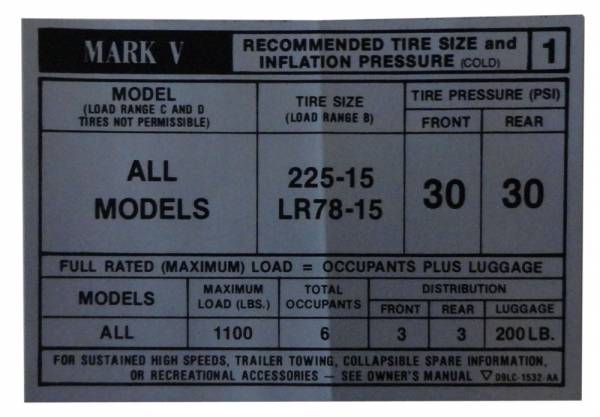 MARK V
RECOMMENDED TIRE SIZE and
INFLATION PRESSURE (COLD)
1
MODEL
(LOAD RANGE C AND D
TIRES NOT PERMISSIBLE)
TIRE SIZE
(LOAD RANGE B)
TIRE PRESSURE (PSI)
FRONT REAR
ALL
MODELS
225-15
LR78-15
30 30
FULL RATED (MAXIMUM) LOAD = OCCUPANTS PLUS LUGGAGE
MODELS
MAXIMUM
LOAD (LBS.)
TOTAL
OCCUPANTS
DISTRIBUTION
FRONT REAR LUGGAGE
ALL 1100 6 3 3 200 LB.
FOR SUSTAINED HIGH SPEEDS, TRAILER TOWING, COLLAPSIBLE SPARE INFORMATION,
OR RECREATIONAL ACCESSORIES — SEE OWNER'S MANUAL ▽ D9LC-1532-AA